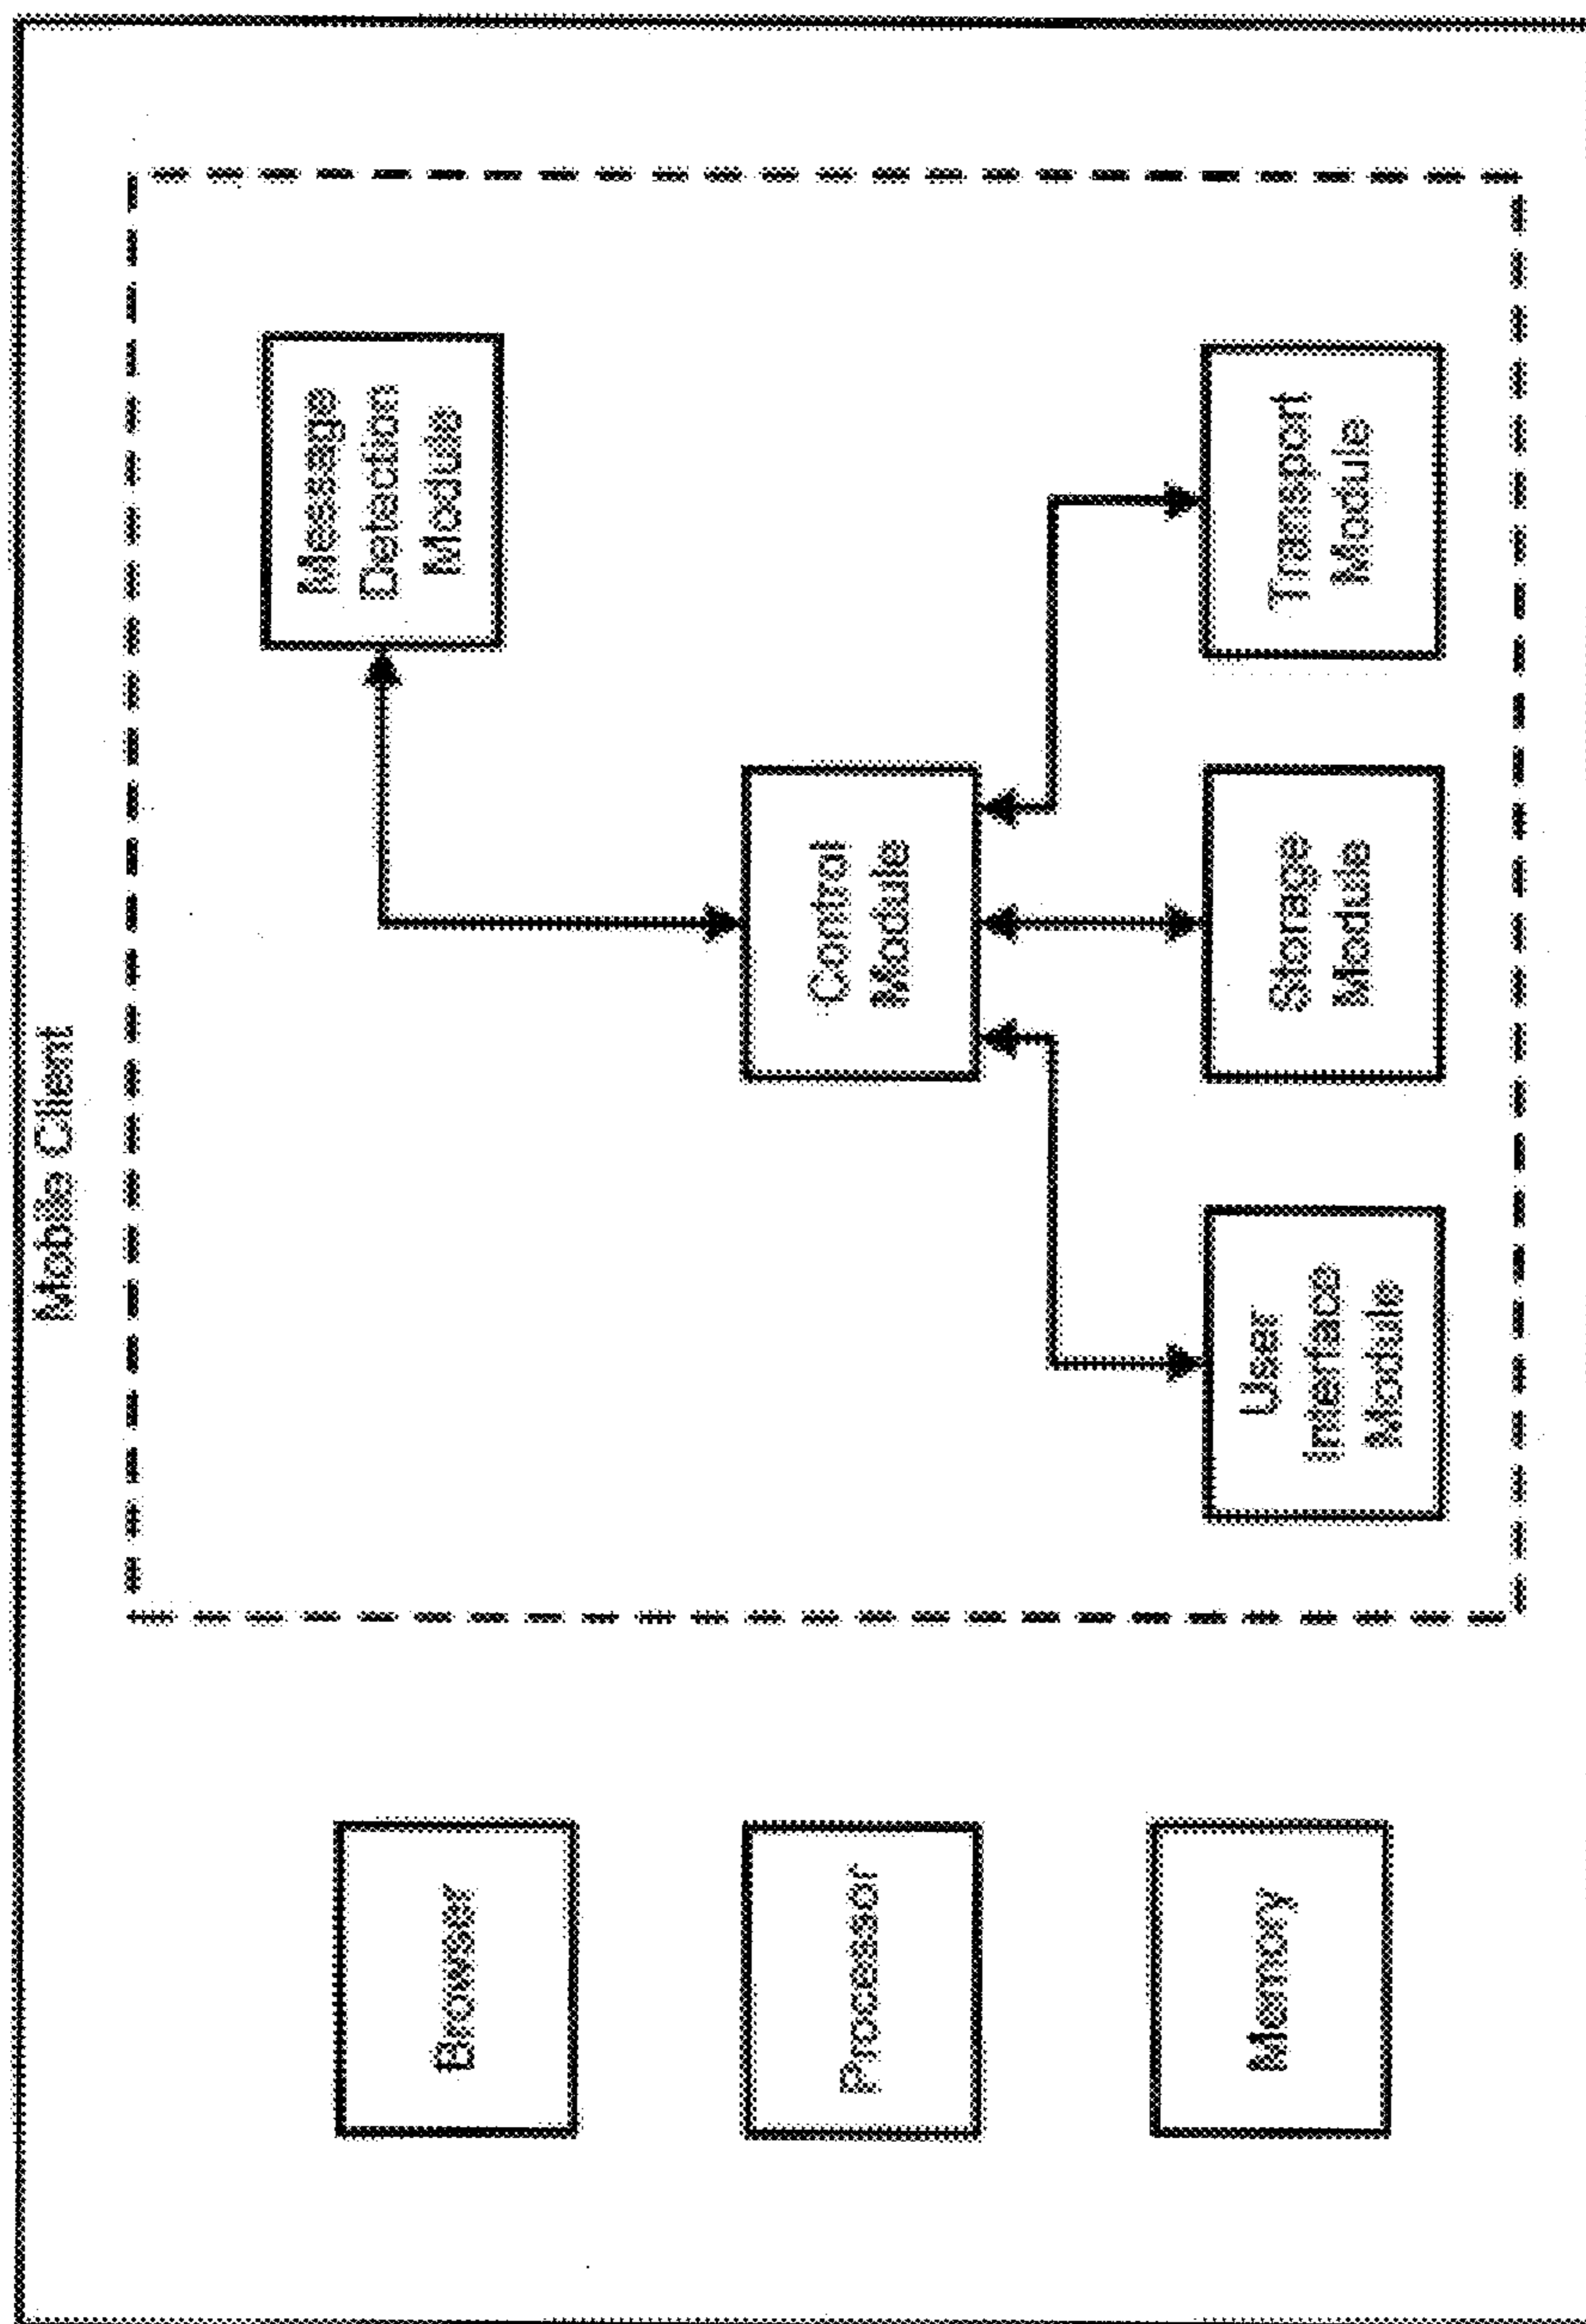 Mobile Client
Browser
Processor
Memory
Message
Detection
Module
Control
Module
User
Interface
Module
Storage
Module
Transport
Module